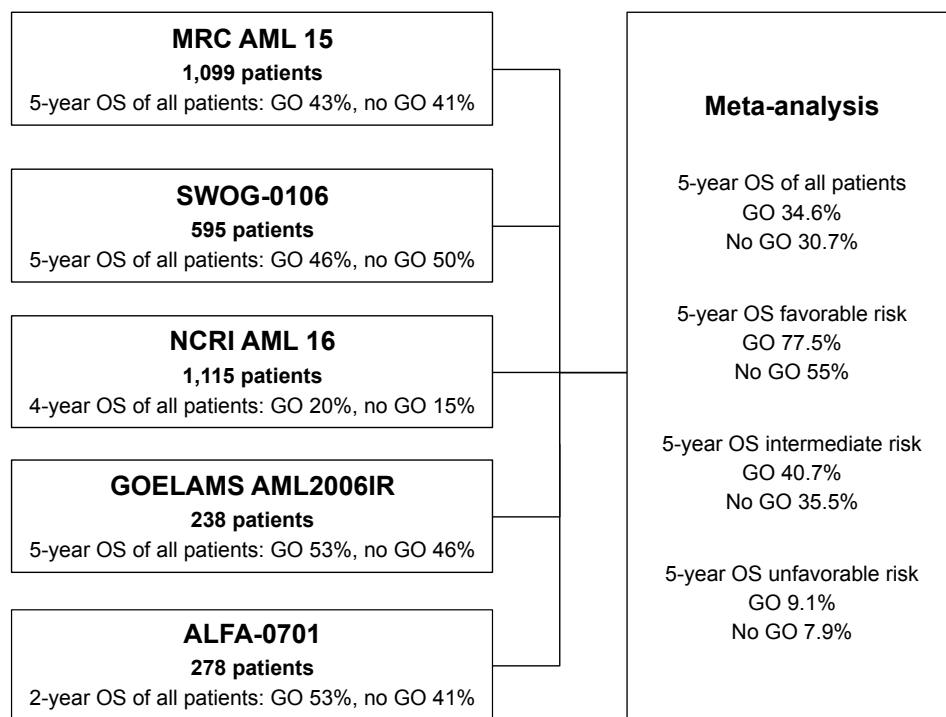 MRC AML 15
1,099 patients
5-year OS of all patients: GO 43%, no GO 41%
SWOG-0106
595 patients
5-year OS of all patients: GO 46%, no GO 50%
NCRI AML 16
1,115 patients
4-year OS of all patients: GO 20%, no GO 15%
GOELAMS AML2006IR
238 patients
5-year OS of all patients: GO 53%, no GO 46%
ALFA-0701
278 patients
2-year OS of all patients: GO 53%, no GO 41%
Meta-analysis
5-year OS of all patients
GO 34.6%
No GO 30.7%
5-year OS favorable risk
GO 77.5%
No GO 55%
5-year OS intermediate risk
GO 40.7%
No GO 35.5%
5-year OS unfavorable risk
GO 9.1%
No GO 7.9%